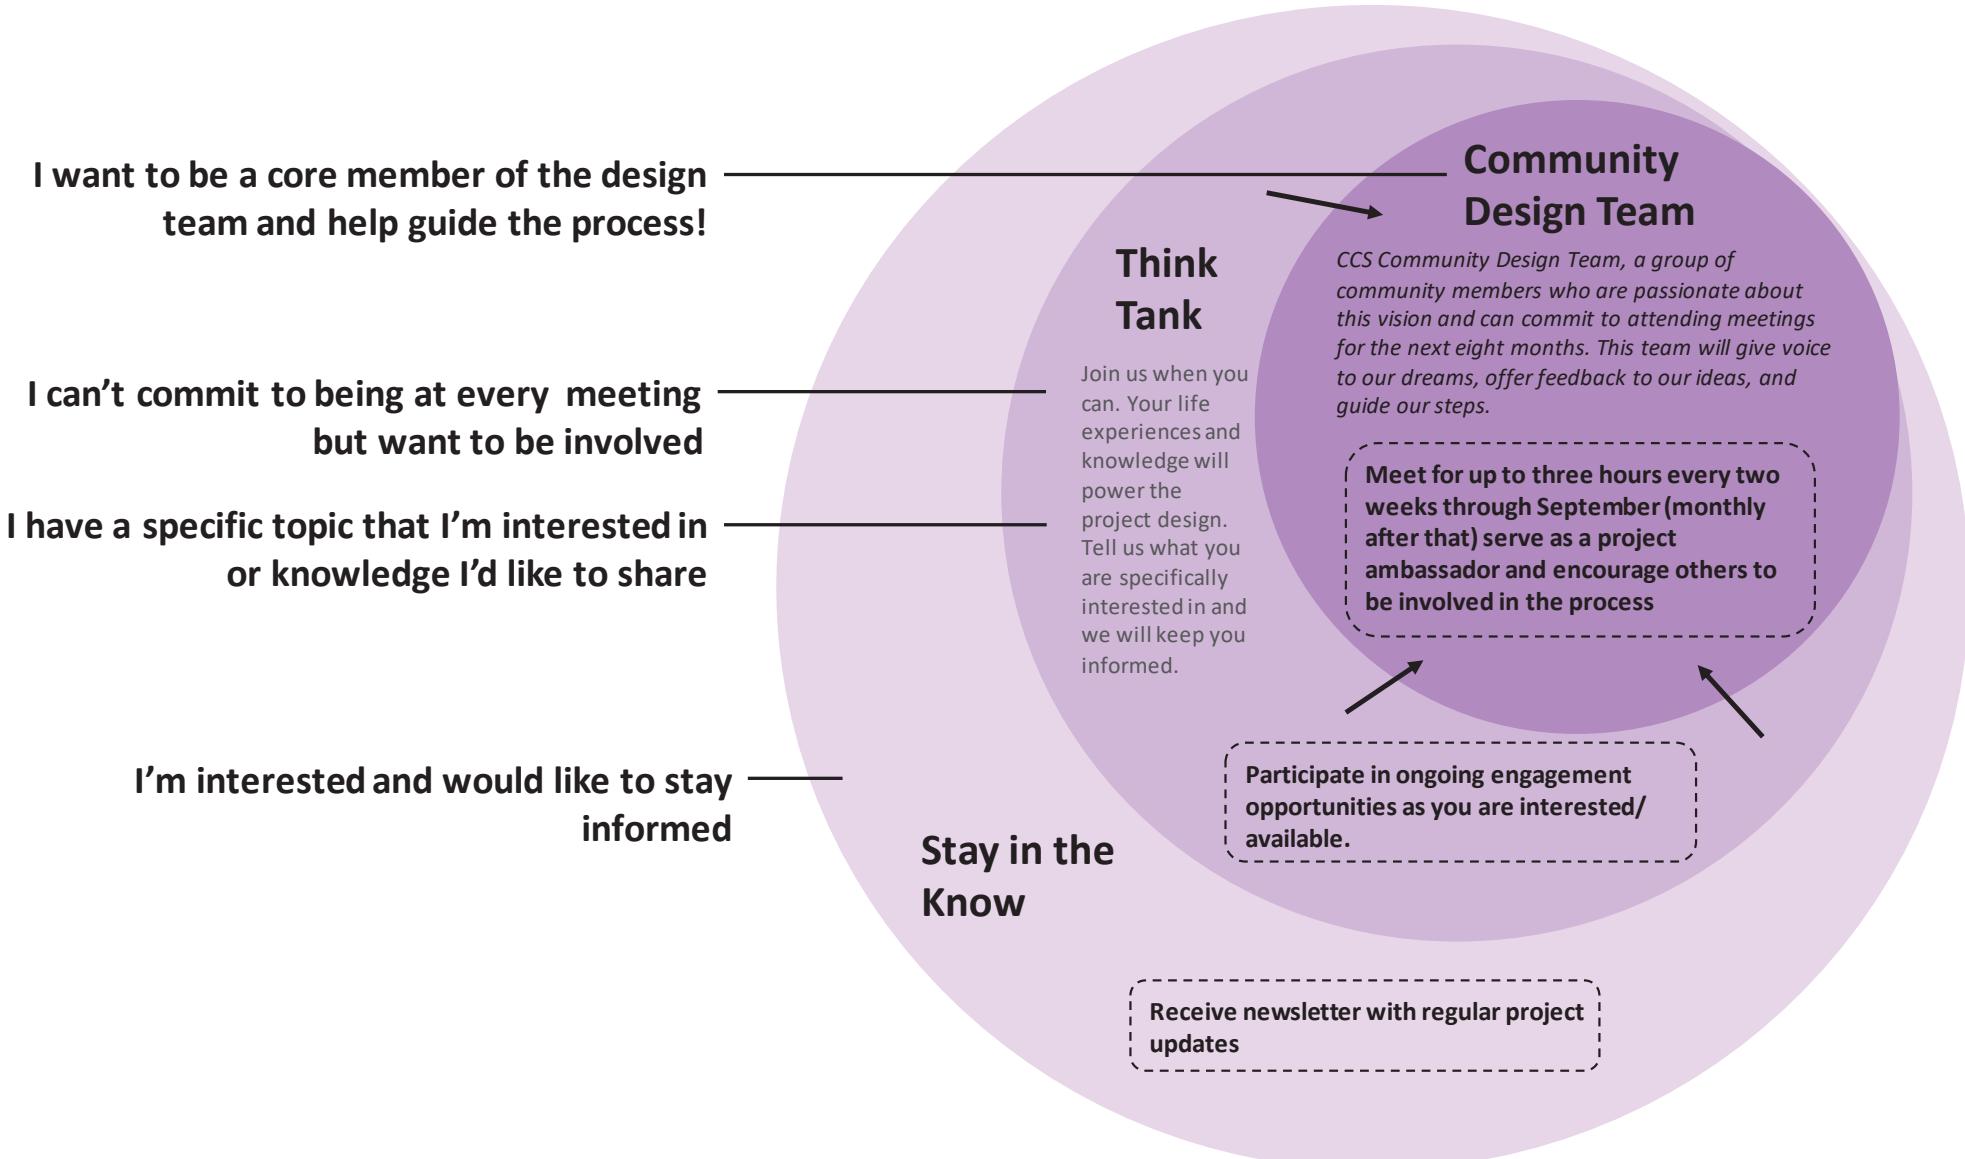 I want to be a core member of the design
team and help guide the process!
I can’t commit to being at every meeting
but want to be involved
I have a specific topic that I’m interested in
or knowledge I’d like to share
I’m interested and would like to stay
informed
Community
Design Team
CCS Community Design Team, a group of
community members who are passionate about
this vision and can commit to attending meetings
for the next eight months. This team will give voice
to our dreams, offer feedback to our ideas, and
guide our steps.
Meet for up to three hours every two
weeks through September (monthly
after that) serve as a project
ambassador and encourage others to
be involved in the process
Think
Tank
Join us when you
can. Your life
experiences and
knowledge will
power the
project design.
Tell us what you
are specifically
interested in and
we will keep you
informed.
Participate in ongoing engagement
opportunities as you are interested/
available.
Stay in the
Know
Receive newsletter with regular project
updates